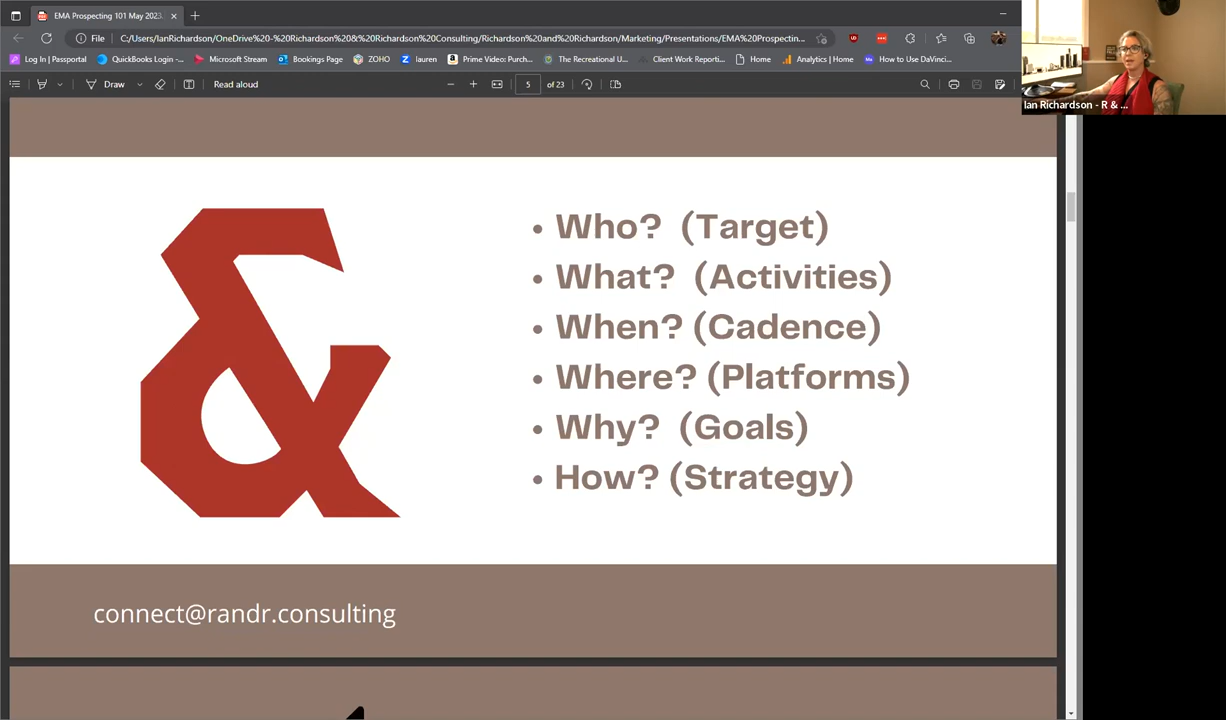 EMA Prospecting 101 May 2023.
File
C:/Users/IanRichardson/OneDrive%20-%20Richardson%20&%20Richardson%20Consulting/Richardson%20and%20Richardson/Marketing/Presentations/EMA%20Prospectin...
Log In | Passportal
QuickBooks Login -...
Microsoft Stream
Bookings Page
ZOHO
lauren
Prime Video: Purch...
The Recreational U...
Client Work Reporti...
Home
Analytics | Home
How to Use DaVinci...
Draw
Read aloud
5
of 23
Ian Richardson - R & ...
&
• Who? (Target)
• What? (Activities)
• When? (Cadence)
• Where? (Platforms)
• Why? (Goals)
• How? (Strategy)
connect@randr.consulting